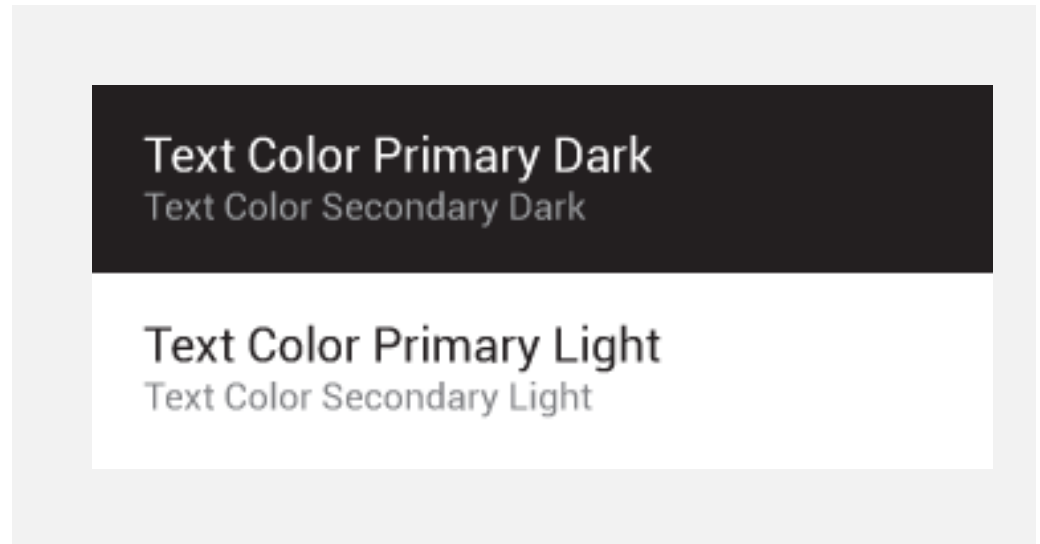 Text Color Primary Dark
Text Color Secondary Dark
Text Color Primary Light
Text Color Secondary Light